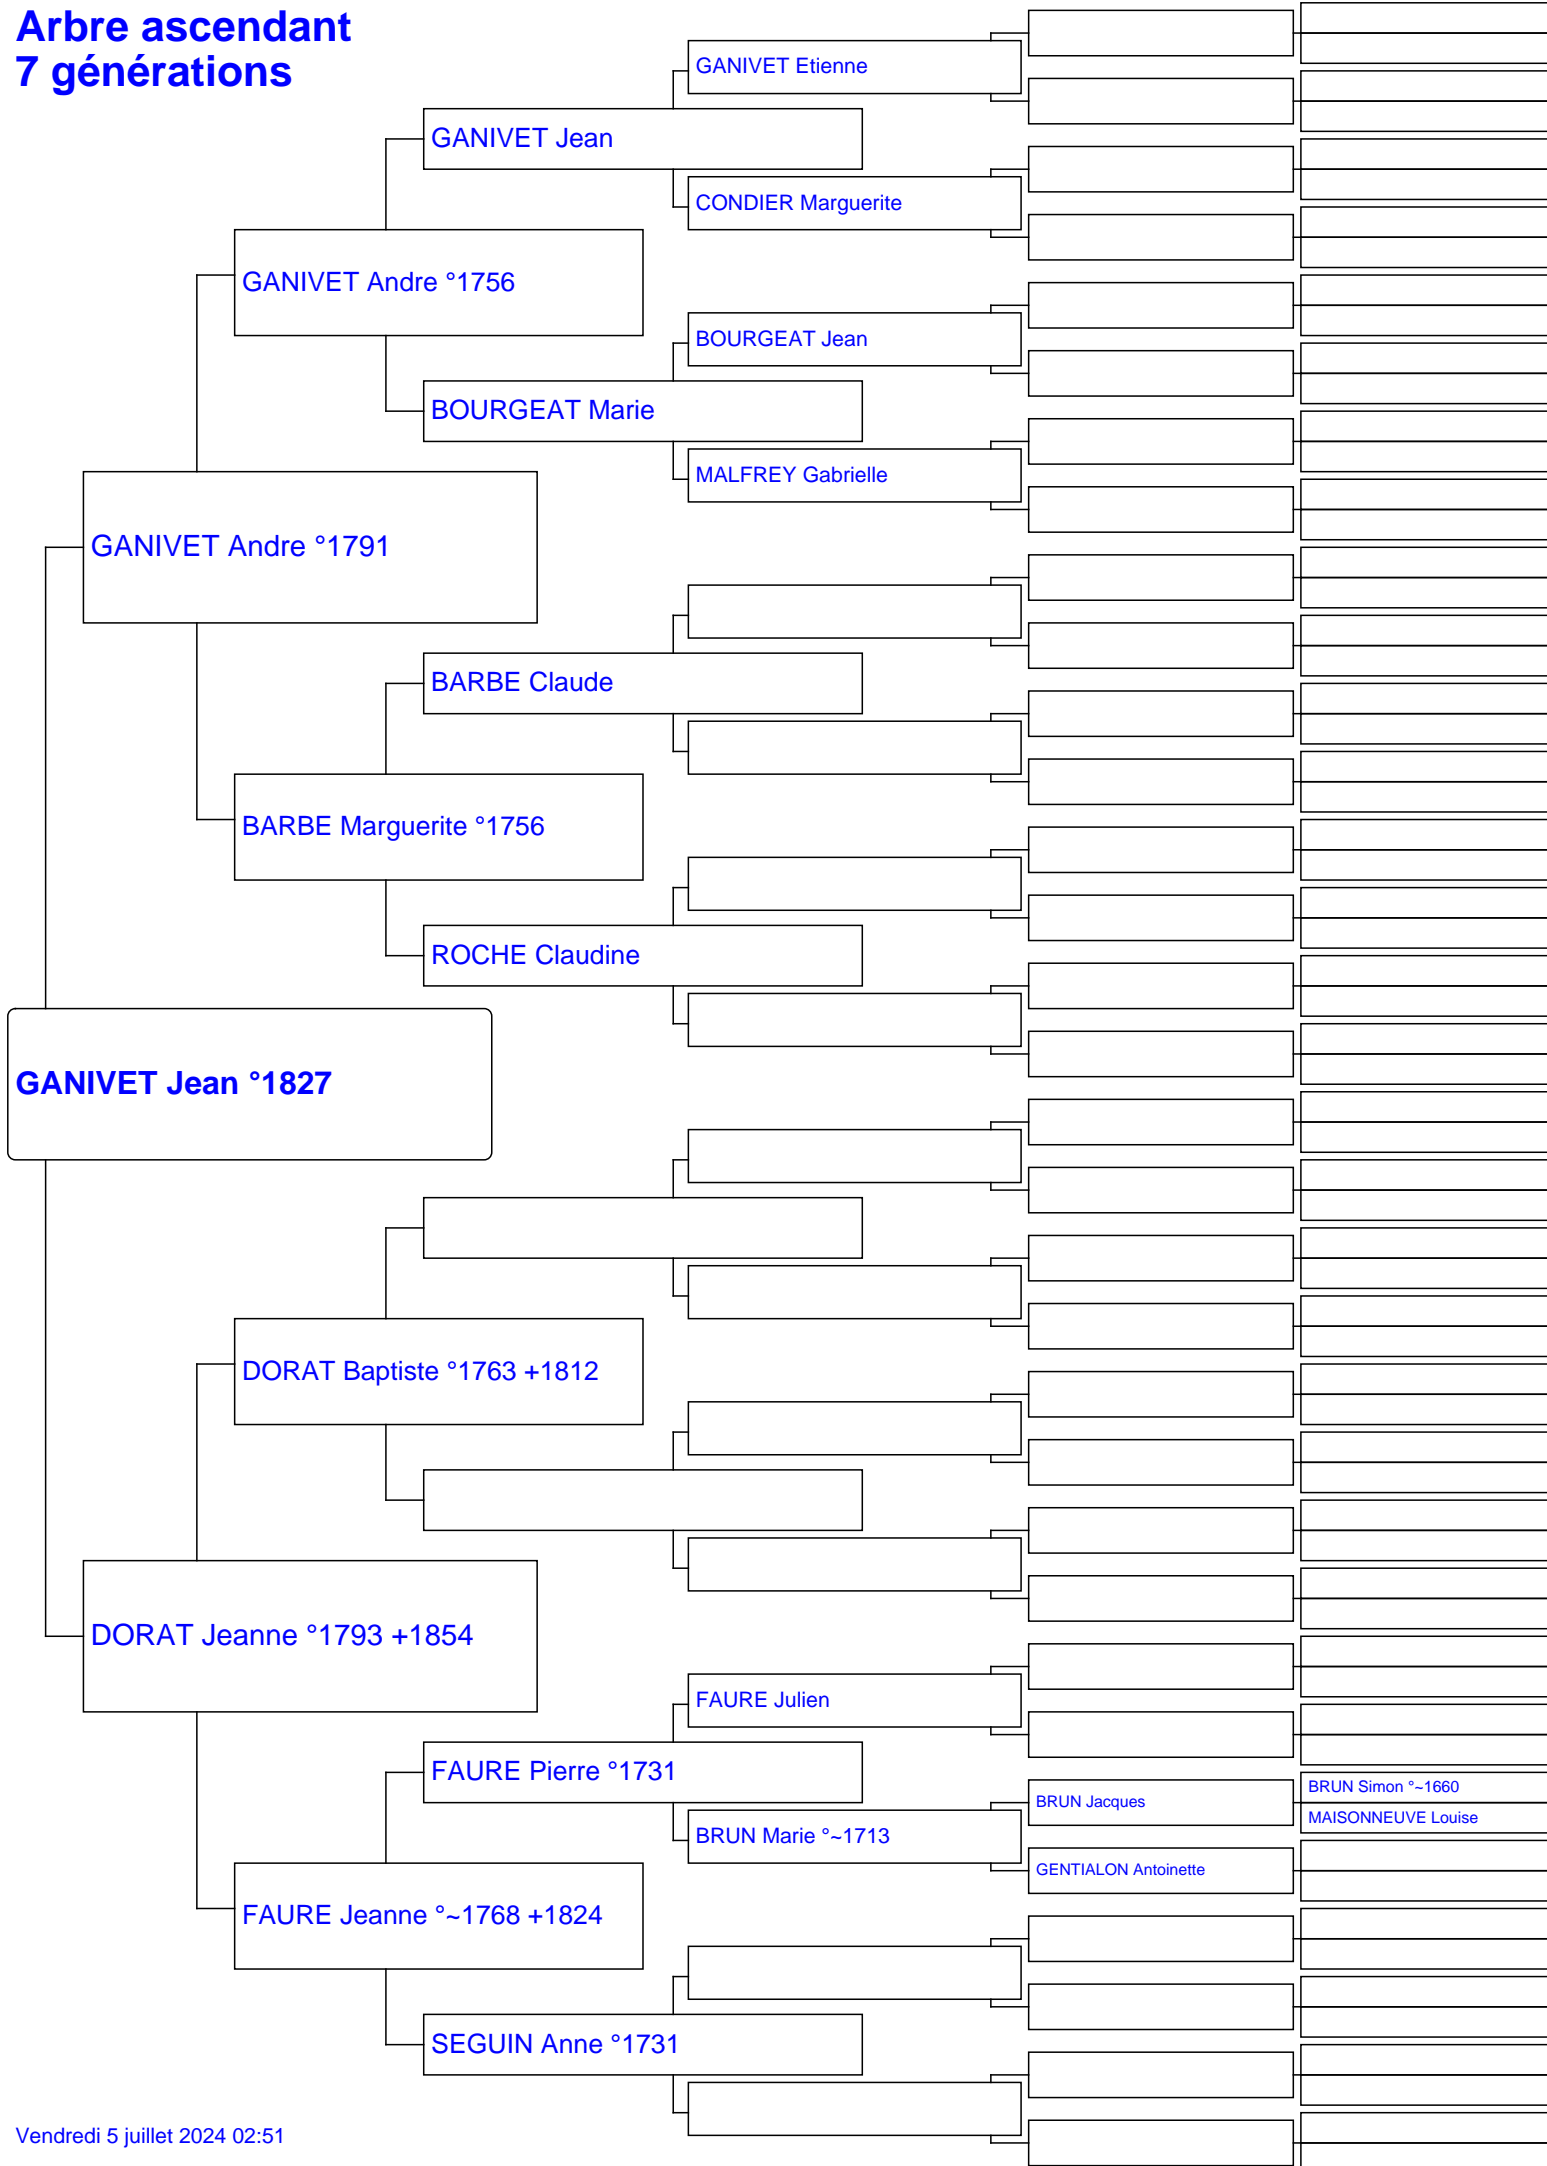 Arbre ascendant
7 générations
GANIVET Etienne
GANIVET Jean
CONDIER Marguerite
GANIVET Andre °1756
BOURGEAT Jean
BOURGEAT Marie
MALFREY Gabrielle
GANIVET Andre °1791
BARBE Claude
BARBE Marguerite °1756
ROCHE Claudine
GANIVET Jean °1827
DORAT Baptiste °1763 +1812
DORAT Jeanne °1793 +1854
FAURE Julien
FAURE Pierre °1731
BRUN Simon °~1660
BRUN Jacques
MAISONNEUVE Louise
BRUN Marie °~1713
GENTIALON Antoinette
FAURE Jeanne °~1768 +1824
SEGUIN Anne °1731
Vendredi 5 juillet 2024 02:51